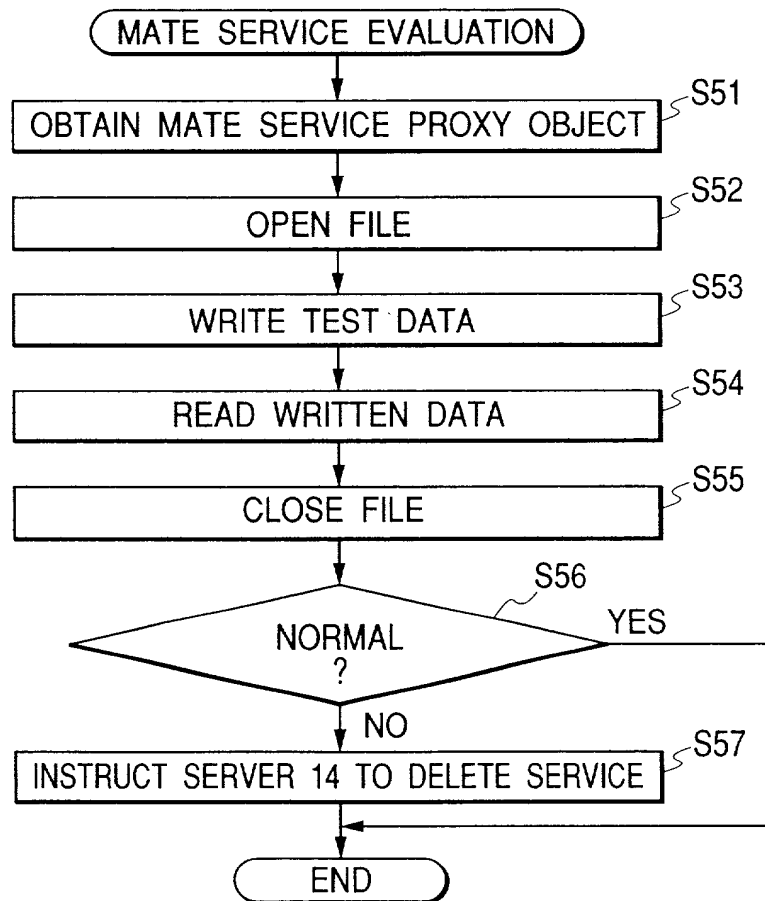 MATE SERVICE EVALUATION
S51
OBTAIN MATE SERVICE PROXY OBJECT
S52
OPEN FILE
S53
WRITE TEST DATA
S54
READ WRITTEN DATA
S55
CLOSE FILE
S56
NORMAL
?
YES
NO
S57
INSTRUCT SERVER 14 TO DELETE SERVICE
END